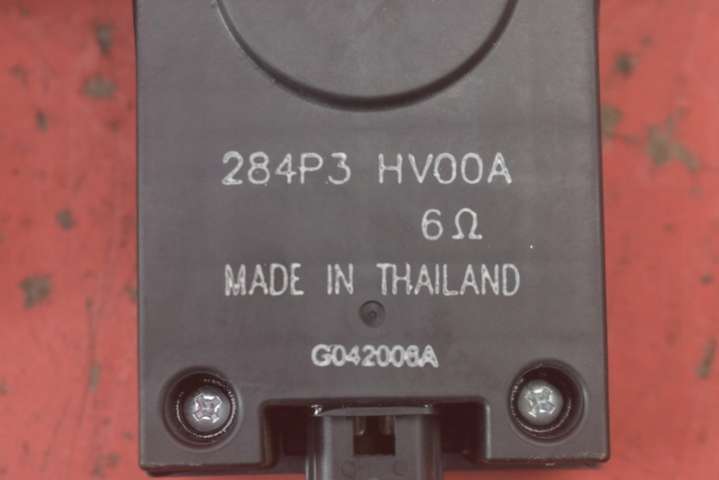 284P3 HV00A
6Ω
MADE IN THAILAND
G042006A